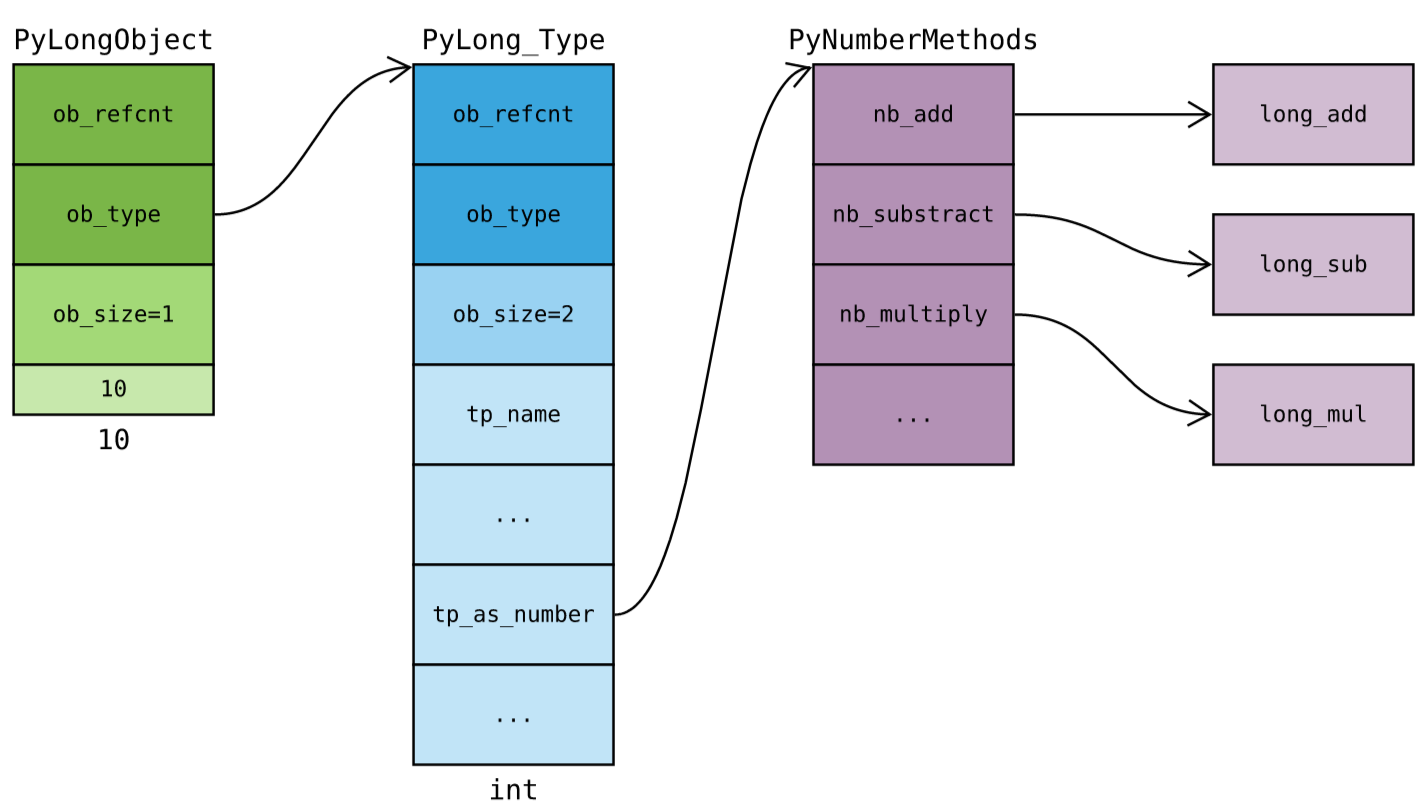 PyLongObject
ob_refcnt
ob_type
ob_size=1
10
10
PyLong_Type
ob_refcnt
ob_type
ob_size=2
tp_name
...
tp_as_number
...
int
PyNumberMethods
nb_add
nb_substract
nb_multiply
...
long_add
long_sub
long_mul